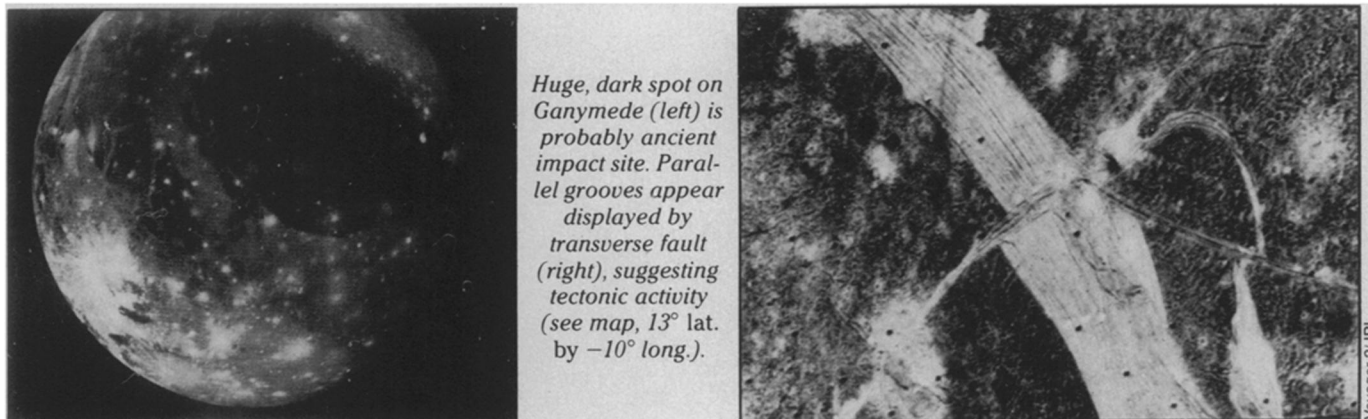 Huge, dark spot on
Ganymede (left) is
probably ancient
impact site. Paral-
lel grooves appear
displayed by
transverse fault
(right), suggesting
tectonic activity
(see map, 13° lat.
by −10° long.).